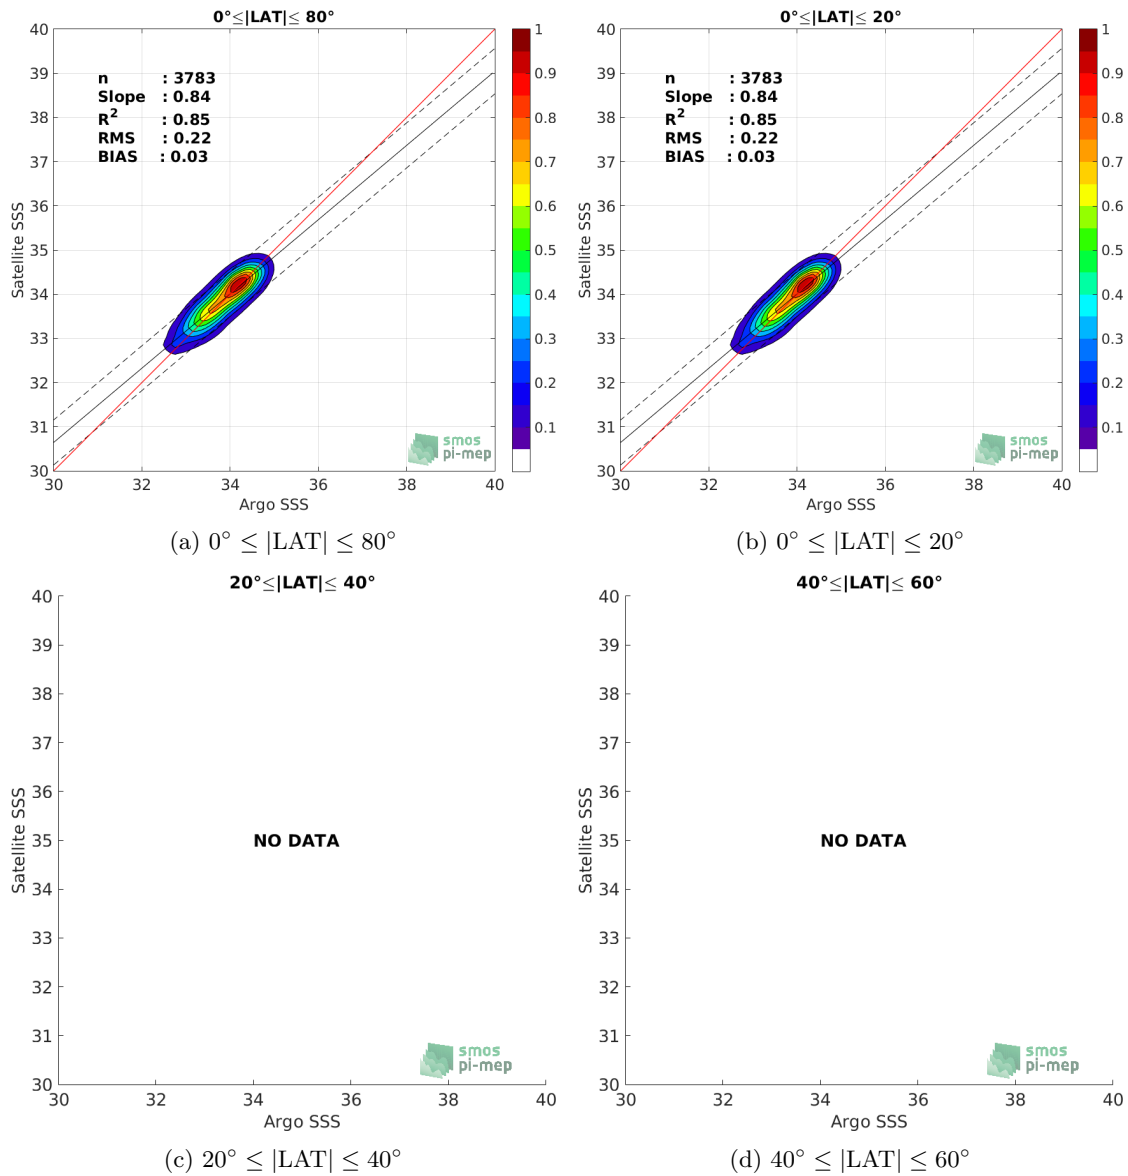 0°≤|LAT|≤ 80°
40
39
38
37
36
35
34
33
32
31
30
Satellite SSS
n : 3783
Slope : 0.84
R² : 0.85
RMS : 0.22
BIAS : 0.03
smos
pi-mep
30 32 34 36 38 40
Argo SSS
1
0.9
0.8
0.7
0.6
0.5
0.4
0.3
0.2
0.1
(a) 0° ≤ |LAT| ≤ 80°
0°≤|LAT|≤ 20°
40
39
38
37
36
35
34
33
32
31
30
Satellite SSS
n : 3783
Slope : 0.84
R² : 0.85
RMS : 0.22
BIAS : 0.03
smos
pi-mep
30 32 34 36 38 40
Argo SSS
1
0.9
0.8
0.7
0.6
0.5
0.4
0.3
0.2
0.1
(b) 0° ≤ |LAT| ≤ 20°
20°≤|LAT|≤ 40°
40
39
38
37
36
35
34
33
32
31
30
Satellite SSS
NO DATA
smos
pi-mep
30 32 34 36 38 40
Argo SSS
(c) 20° ≤ |LAT| ≤ 40°
40°≤|LAT|≤ 60°
40
39
38
37
36
35
34
33
32
31
30
Satellite SSS
NO DATA
smos
pi-mep
30 32 34 36 38 40
Argo SSS
(d) 40° ≤ |LAT| ≤ 60°